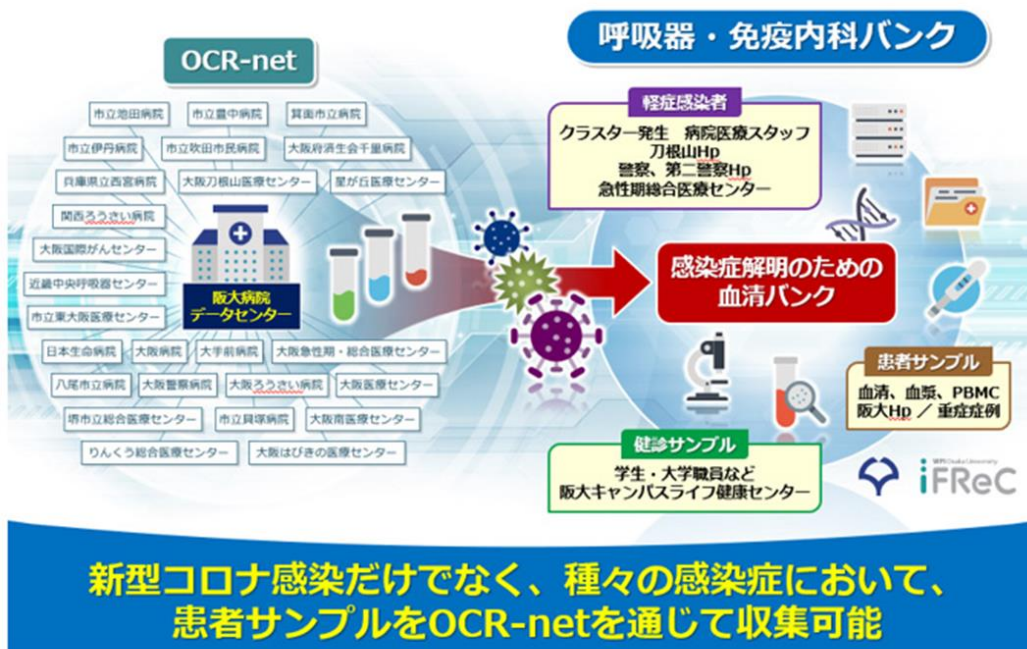 OCR-net
市立池田病院
市立豊中病院
箕面市立病院
市立伊丹病院
市立吹田市民病院
大阪府済生会千里病院
兵庫県立西宮病院
大阪刀根山医療センター
星が丘医療センター
関西ろうさい病院
大阪国際がんセンター
近畿中央呼吸器センター
市立東大阪医療センター
阪大病院
データセンター
日本生命病院
大阪病院
大手前病院
大阪急性期・総合医療センター
八尾市立病院
大阪警察病院
大阪ろうさい病院
大阪医療センター
堺市立総合医療センター
市立貝塚病院
大阪南医療センター
りんくう総合医療センター
大阪はびきの医療センター
呼吸器・免疫内科バンク
軽症感染者
クラスター発生 病院医療スタッフ
刀根山Hp
警察、第二警察Hp
急性期総合医療センター
感染症解明のための
血清バンク
患者サンプル
血清、血漿、PBMC
阪大Hp / 重症症例
健診サンプル
学生・大学職員など
阪大キャンパスライフ健康センター
WPI Osaka University
iFReC
新型コロナ感染だけでなく、種々の感染症において、
患者サンプルをOCR-netを通じて収集可能